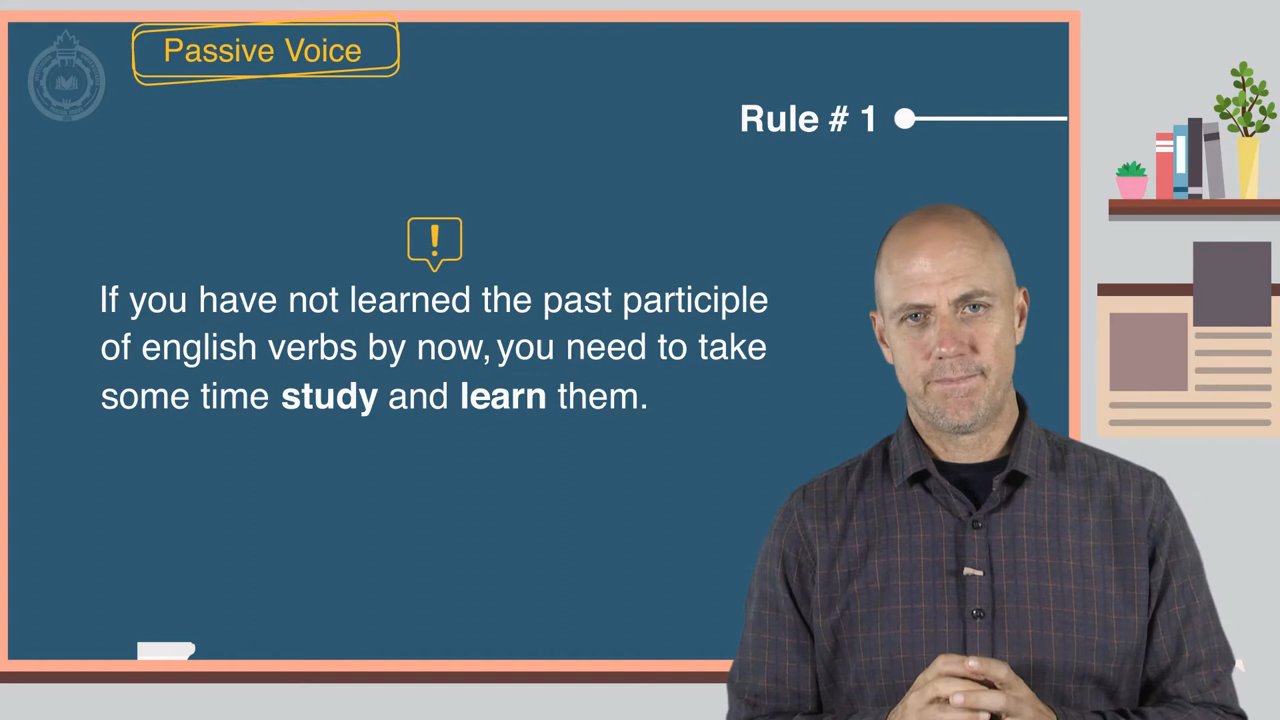 Passive Voice
Rule # 1
!
If you have not learned the past participle
of english verbs by now, you need to take
some time study and learn them.